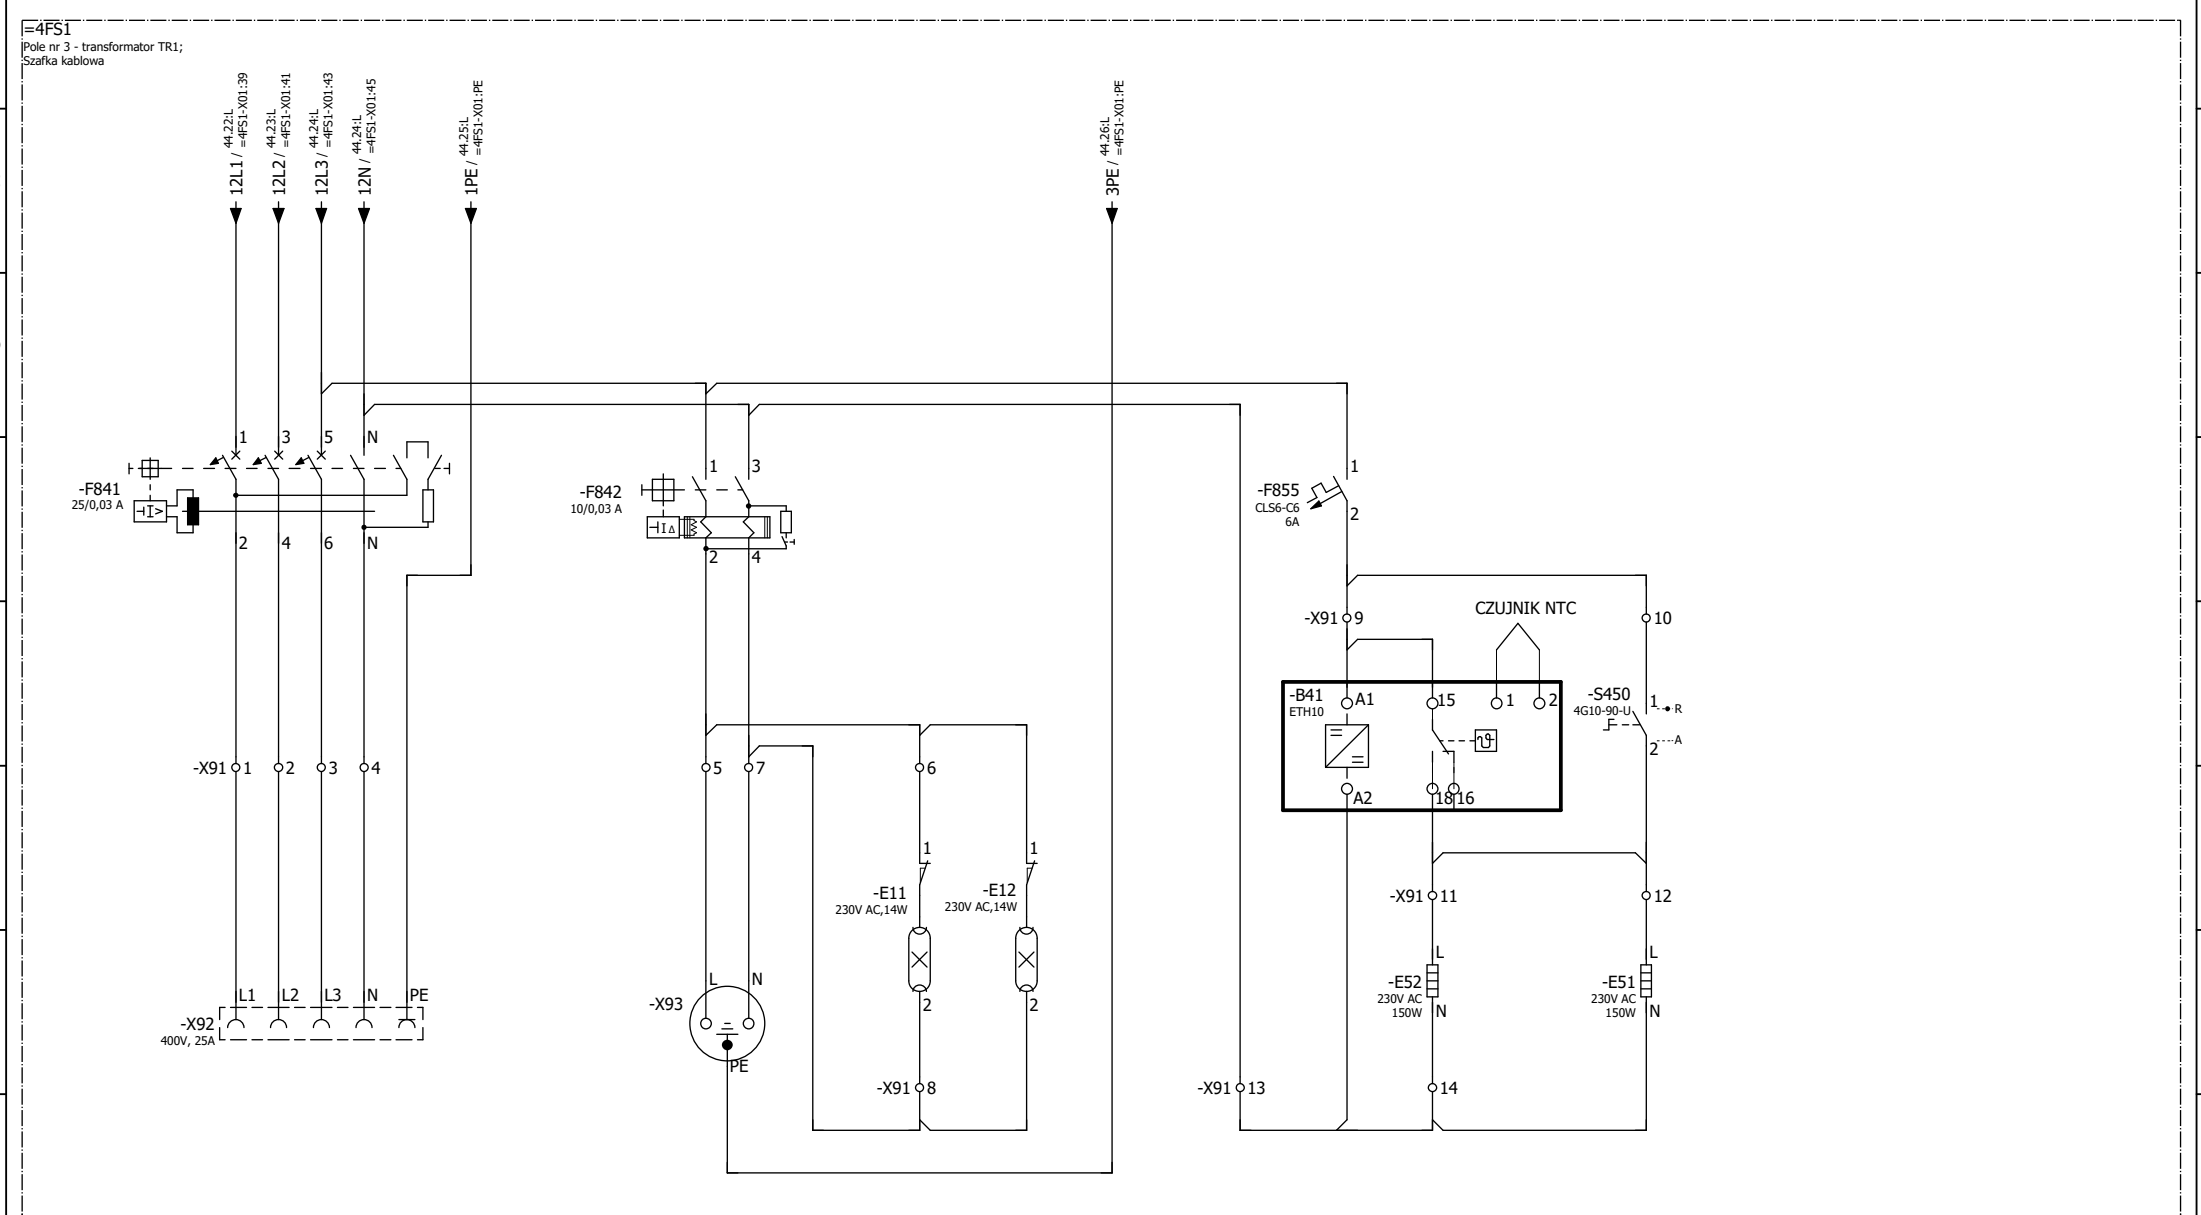 =4FS1
Pole nr 3 - transformator TR1;
Szafka kablowa
12L1 / 44.22:L
=4FS1-X01:39
12L2 / 44.23:L
=4FS1-X01:41
12L3 / 44.24:L
=4FS1-X01:43
12N / 44.24:L
=4FS1-X01:45
1PE / 44.25:L
=4FS1-X01:PE
3PE / 44.26:L
=4FS1-X01:PE
1 3 5 N
-F841
25/0,03 A
I>
2 4 6 N
1 3
-F842
10/0,03 A
I Δ
2 4
1
-F855
CLS6-C6
6A
2
CZUJNIK NTC
-X91 9
10
-B41
ETH10
A1
15
1
2
ϑ
A2
18 16
-S450
4G10-90-U
1
R
2
A
-X91 1 2 3 4
5 7 6
1
-E11
230V AC,14W
2
1
-E12
230V AC,14W
2
-X91 11
12
L
-E52
230V AC
150W
N
L
-E51
230V AC
150W
N
L1 L2 L3 N PE
-X92
400V, 25A
L N
-X93
PE
-X91 8
-X91 13
14